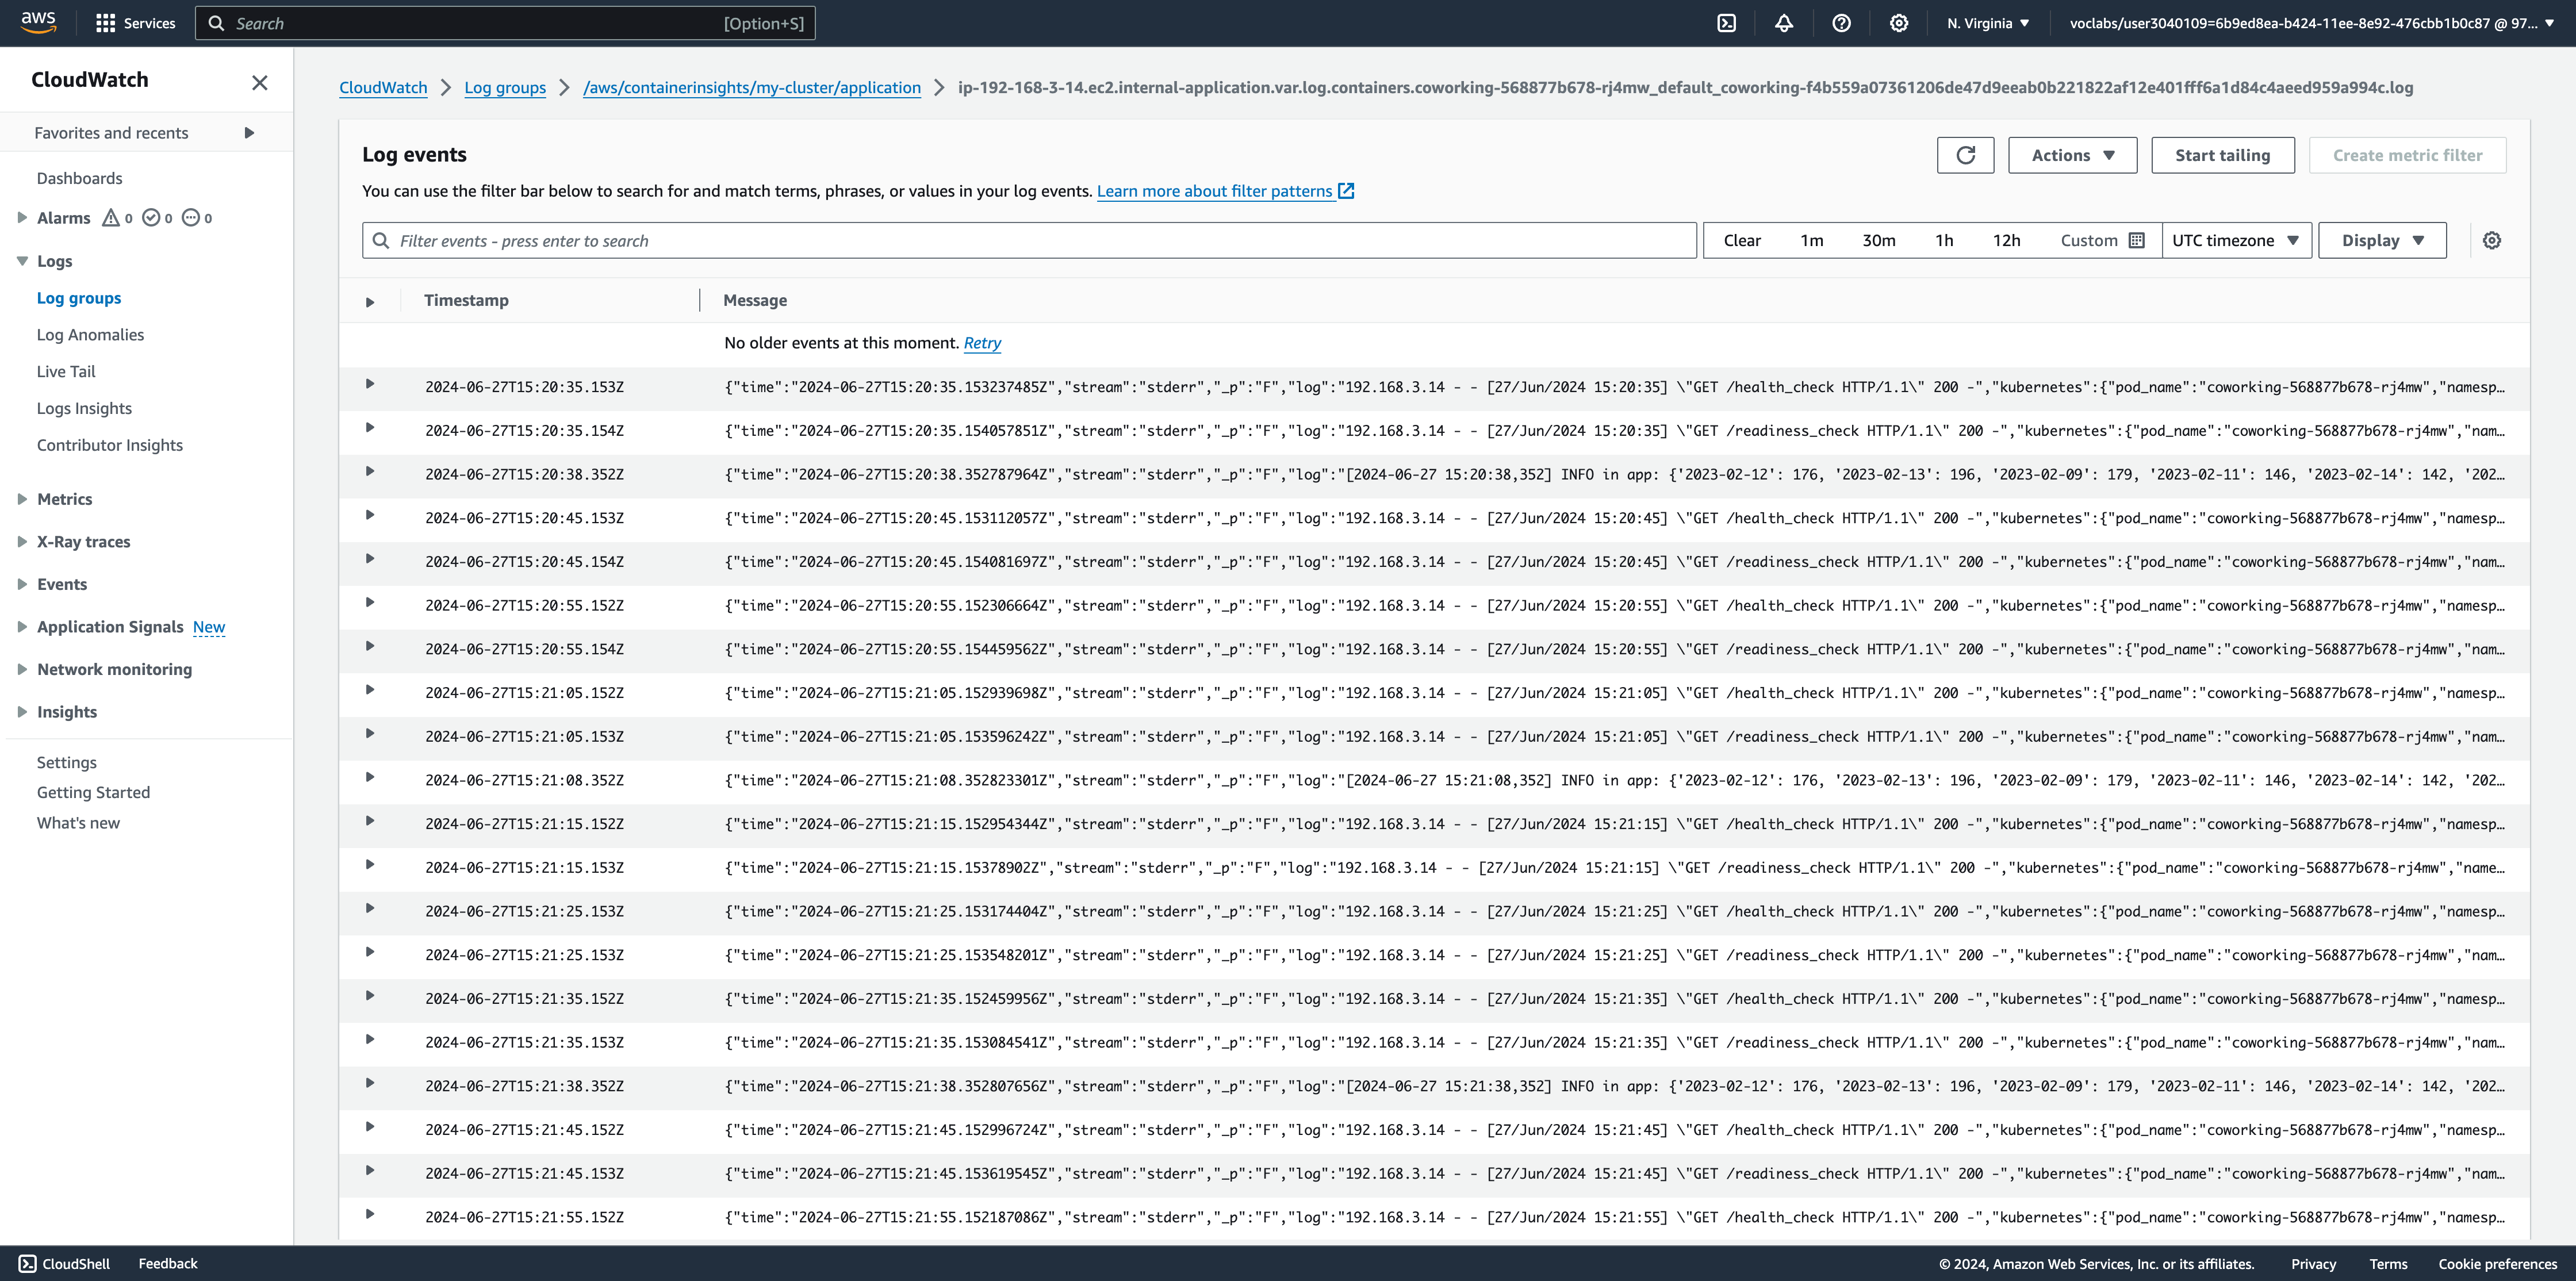 aws Services Search [Option+S] N. Virginia voclabs/user3040109=6b9ed8ea-b424-11ee-8e92-476cbb1b0c87 @ 97...
CloudWatch
Favorites and recents
Dashboards
Alarms 0 0 0
Logs
Log groups
Log Anomalies
Live Tail
Logs Insights
Contributor Insights
Metrics
X-Ray traces
Events
Application Signals New
Network monitoring
Insights
Settings
Getting Started
What's new
CloudWatch Log groups /aws/containerinsights/my-cluster/application ip-192-168-3-14.ec2.internal-application.var.log.containers.coworking-568877b678-rj4mw_default_coworking-f4b559a07361206de47d9eeab0b221822af12e401fff6a1d84c4aeed959a994c.log
Log events Actions Start tailing Create metric filter
You can use the filter bar below to search for and match terms, phrases, or values in your log events. Learn more about filter patterns
Filter events - press enter to search Clear 1m 30m 1h 12h Custom UTC timezone Display
Timestamp Message
No older events at this moment. Retry
2024-06-27T15:20:35.153Z {"time":"2024-06-27T15:20:35.153237485Z","stream":"stderr","_p":"F","log":"192.168.3.14 - - [27/Jun/2024 15:20:35] \"GET /health_check HTTP/1.1\" 200 -","kubernetes":{"pod_name":"coworking-568877b678-rj4mw","namesp…
2024-06-27T15:20:35.154Z {"time":"2024-06-27T15:20:35.154057851Z","stream":"stderr","_p":"F","log":"192.168.3.14 - - [27/Jun/2024 15:20:35] \"GET /readiness_check HTTP/1.1\" 200 -","kubernetes":{"pod_name":"coworking-568877b678-rj4mw","nam…
2024-06-27T15:20:38.352Z {"time":"2024-06-27T15:20:38.352787964Z","stream":"stderr","_p":"F","log":"[2024-06-27 15:20:38,352] INFO in app: {'2023-02-12': 176, '2023-02-13': 196, '2023-02-09': 179, '2023-02-11': 146, '2023-02-14': 142, '202…
2024-06-27T15:20:45.153Z {"time":"2024-06-27T15:20:45.153112057Z","stream":"stderr","_p":"F","log":"192.168.3.14 - - [27/Jun/2024 15:20:45] \"GET /health_check HTTP/1.1\" 200 -","kubernetes":{"pod_name":"coworking-568877b678-rj4mw","namesp…
2024-06-27T15:20:45.154Z {"time":"2024-06-27T15:20:45.154081697Z","stream":"stderr","_p":"F","log":"192.168.3.14 - - [27/Jun/2024 15:20:45] \"GET /readiness_check HTTP/1.1\" 200 -","kubernetes":{"pod_name":"coworking-568877b678-rj4mw","nam…
2024-06-27T15:20:55.152Z {"time":"2024-06-27T15:20:55.152306664Z","stream":"stderr","_p":"F","log":"192.168.3.14 - - [27/Jun/2024 15:20:55] \"GET /health_check HTTP/1.1\" 200 -","kubernetes":{"pod_name":"coworking-568877b678-rj4mw","namesp…
2024-06-27T15:20:55.154Z {"time":"2024-06-27T15:20:55.154459562Z","stream":"stderr","_p":"F","log":"192.168.3.14 - - [27/Jun/2024 15:20:55] \"GET /readiness_check HTTP/1.1\" 200 -","kubernetes":{"pod_name":"coworking-568877b678-rj4mw","nam…
2024-06-27T15:21:05.152Z {"time":"2024-06-27T15:21:05.152939698Z","stream":"stderr","_p":"F","log":"192.168.3.14 - - [27/Jun/2024 15:21:05] \"GET /health_check HTTP/1.1\" 200 -","kubernetes":{"pod_name":"coworking-568877b678-rj4mw","namesp…
2024-06-27T15:21:05.153Z {"time":"2024-06-27T15:21:05.153596242Z","stream":"stderr","_p":"F","log":"192.168.3.14 - - [27/Jun/2024 15:21:05] \"GET /readiness_check HTTP/1.1\" 200 -","kubernetes":{"pod_name":"coworking-568877b678-rj4mw","nam…
2024-06-27T15:21:08.352Z {"time":"2024-06-27T15:21:08.352823301Z","stream":"stderr","_p":"F","log":"[2024-06-27 15:21:08,352] INFO in app: {'2023-02-12': 176, '2023-02-13': 196, '2023-02-09': 179, '2023-02-11': 146, '2023-02-14': 142, '202…
2024-06-27T15:21:15.152Z {"time":"2024-06-27T15:21:15.152954344Z","stream":"stderr","_p":"F","log":"192.168.3.14 - - [27/Jun/2024 15:21:15] \"GET /health_check HTTP/1.1\" 200 -","kubernetes":{"pod_name":"coworking-568877b678-rj4mw","namesp…
2024-06-27T15:21:15.153Z {"time":"2024-06-27T15:21:15.15378902Z","stream":"stderr","_p":"F","log":"192.168.3.14 - - [27/Jun/2024 15:21:15] \"GET /readiness_check HTTP/1.1\" 200 -","kubernetes":{"pod_name":"coworking-568877b678-rj4mw","name…
2024-06-27T15:21:25.153Z {"time":"2024-06-27T15:21:25.153174404Z","stream":"stderr","_p":"F","log":"192.168.3.14 - - [27/Jun/2024 15:21:25] \"GET /health_check HTTP/1.1\" 200 -","kubernetes":{"pod_name":"coworking-568877b678-rj4mw","namesp…
2024-06-27T15:21:25.153Z {"time":"2024-06-27T15:21:25.153548201Z","stream":"stderr","_p":"F","log":"192.168.3.14 - - [27/Jun/2024 15:21:25] \"GET /readiness_check HTTP/1.1\" 200 -","kubernetes":{"pod_name":"coworking-568877b678-rj4mw","nam…
2024-06-27T15:21:35.152Z {"time":"2024-06-27T15:21:35.152459956Z","stream":"stderr","_p":"F","log":"192.168.3.14 - - [27/Jun/2024 15:21:35] \"GET /health_check HTTP/1.1\" 200 -","kubernetes":{"pod_name":"coworking-568877b678-rj4mw","namesp…
2024-06-27T15:21:35.153Z {"time":"2024-06-27T15:21:35.153084541Z","stream":"stderr","_p":"F","log":"192.168.3.14 - - [27/Jun/2024 15:21:35] \"GET /readiness_check HTTP/1.1\" 200 -","kubernetes":{"pod_name":"coworking-568877b678-rj4mw","nam…
2024-06-27T15:21:38.352Z {"time":"2024-06-27T15:21:38.352807656Z","stream":"stderr","_p":"F","log":"[2024-06-27 15:21:38,352] INFO in app: {'2023-02-12': 176, '2023-02-13': 196, '2023-02-09': 179, '2023-02-11': 146, '2023-02-14': 142, '202…
2024-06-27T15:21:45.152Z {"time":"2024-06-27T15:21:45.152996724Z","stream":"stderr","_p":"F","log":"192.168.3.14 - - [27/Jun/2024 15:21:45] \"GET /health_check HTTP/1.1\" 200 -","kubernetes":{"pod_name":"coworking-568877b678-rj4mw","namesp…
2024-06-27T15:21:45.153Z {"time":"2024-06-27T15:21:45.153619545Z","stream":"stderr","_p":"F","log":"192.168.3.14 - - [27/Jun/2024 15:21:45] \"GET /readiness_check HTTP/1.1\" 200 -","kubernetes":{"pod_name":"coworking-568877b678-rj4mw","nam…
2024-06-27T15:21:55.152Z {"time":"2024-06-27T15:21:55.152187086Z","stream":"stderr","_p":"F","log":"192.168.3.14 - - [27/Jun/2024 15:21:55] \"GET /health_check HTTP/1.1\" 200 -","kubernetes":{"pod_name":"coworking-568877b678-rj4mw","namesp…
CloudShell Feedback © 2024, Amazon Web Services, Inc. or its affiliates. Privacy Terms Cookie preferences